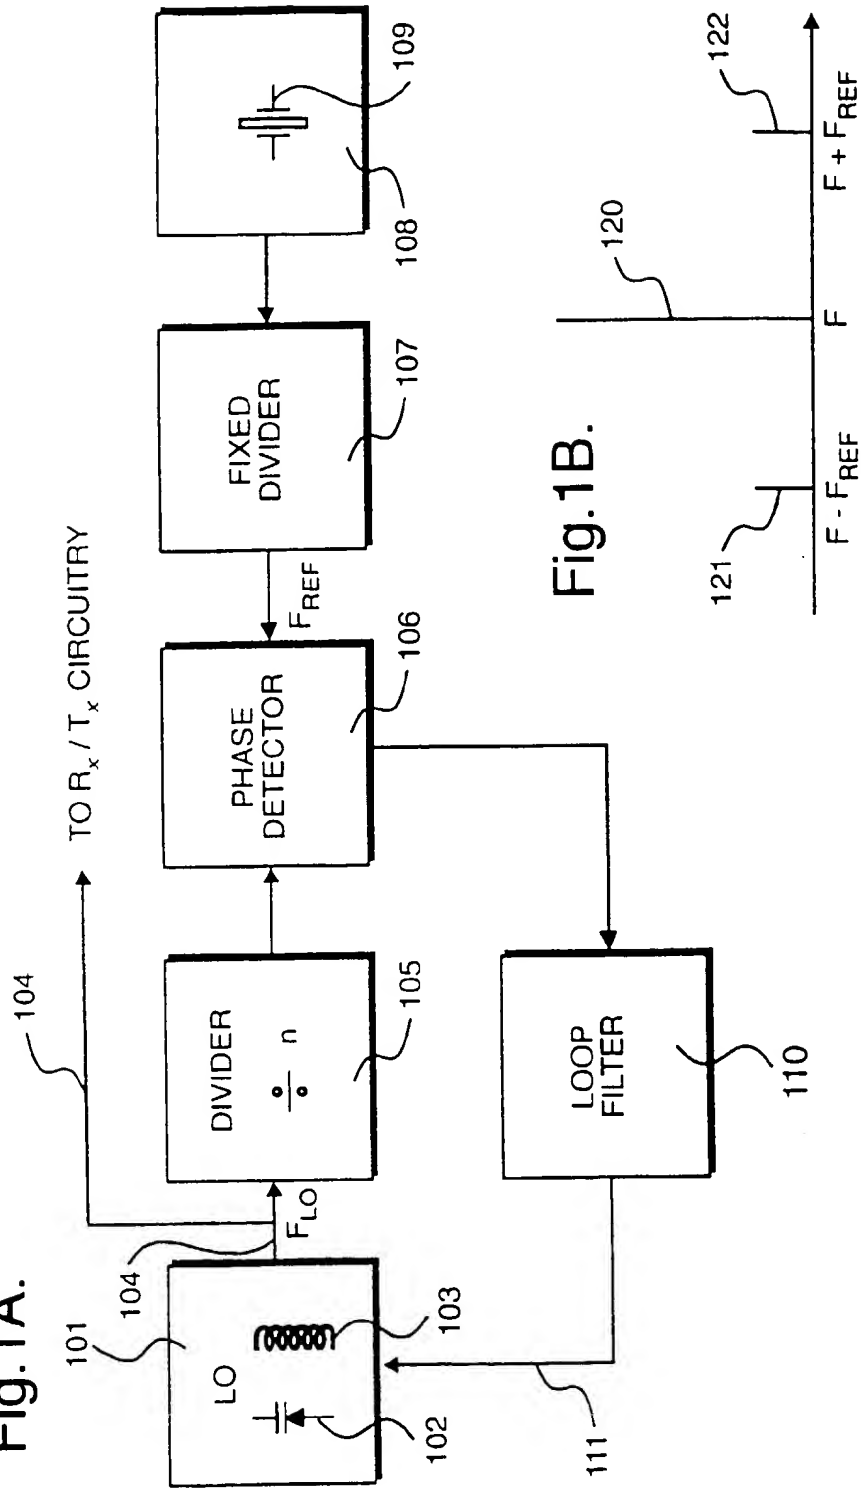 Fig.1A.
101
LO
102
103
104
F_LO
104
TO R_x / T_x CIRCUITRY
DIVIDER
÷ n
105
PHASE
DETECTOR
106
F_REF
FIXED
DIVIDER
107
108
109
LOOP
FILTER
110
111
Fig.1B.
120
121
122
F - F_REF
F
F + F_REF